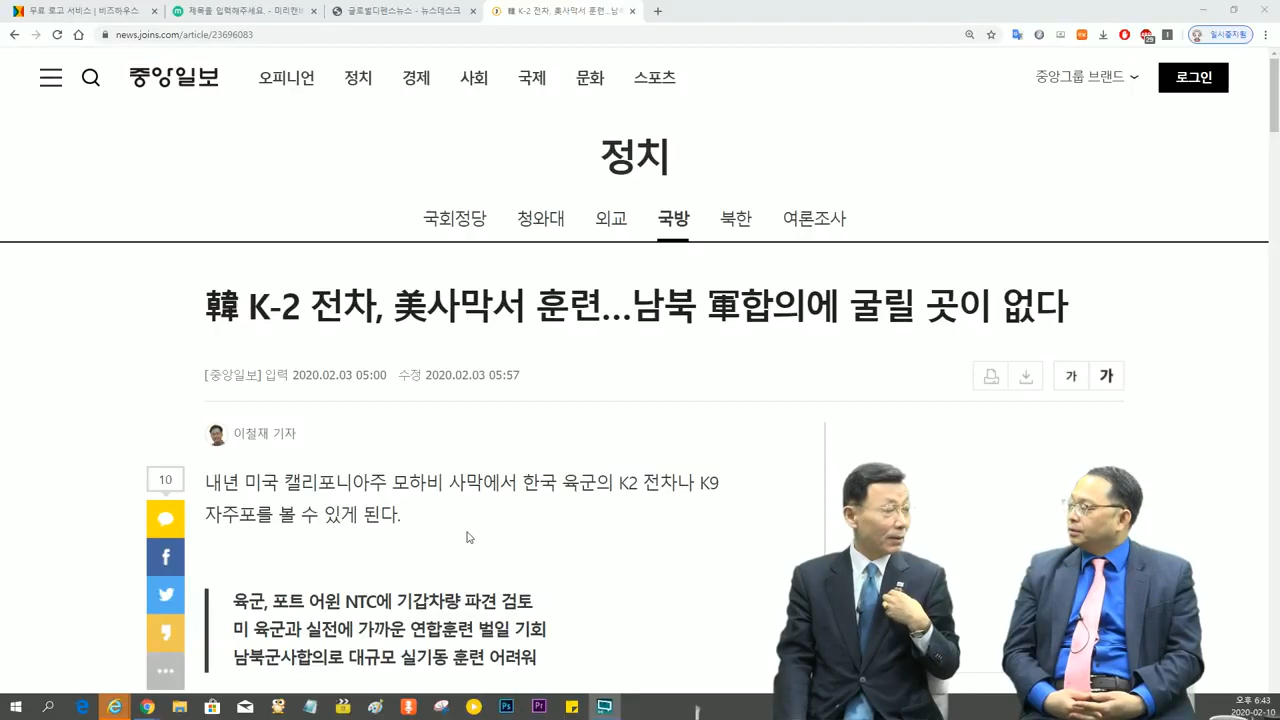 무료 로고 서비스 | 비즈하우스
제목을 입력해주세요. - 미리캔버
글로벌디펜스뉴스 - 뉴스데스크
韓 K-2 전차, 美사막서 훈련...남북
news.joins.com/article/23696083
29
일시중지됨
중앙일보
오피니언 정치 경제 사회 국제 문화 스포츠
중앙그룹 브랜드
로그인
정치
국회정당 청와대 외교 국방 북한 여론조사
韓 K-2 전차, 美사막서 훈련...남북 軍합의에 굴릴 곳이 없다
[중앙일보] 입력 2020.02.03 05:00 수정 2020.02.03 05:57
가 가
이철재 기자
10
내년 미국 캘리포니아주 모하비 사막에서 한국 육군의 K2 전차나 K9
자주포를 볼 수 있게 된다.
육군, 포트 어윈 NTC에 기갑차량 파견 검토
미 육군과 실전에 가까운 연합훈련 벌일 기회
남북군사합의로 대규모 실기동 훈련 어려워
Ps
Pr
오후 6:43
2020-02-10